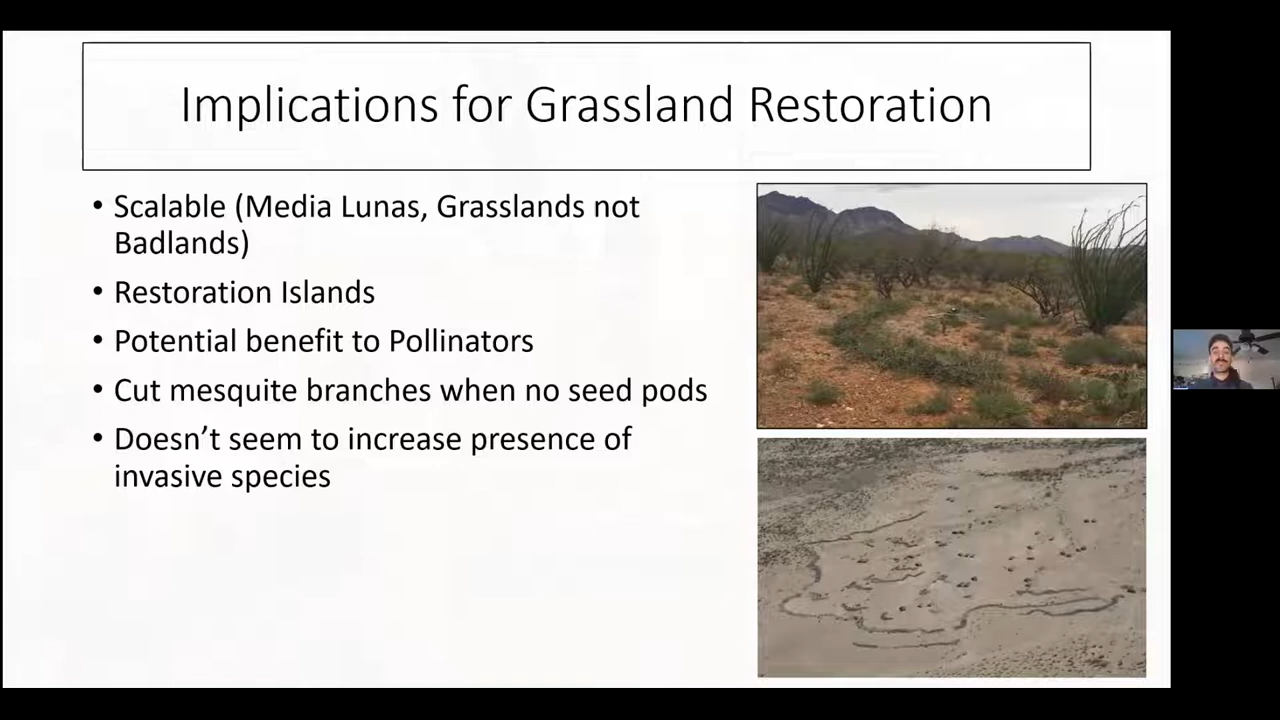 Implications for Grassland Restoration
• Scalable (Media Lunas, Grasslands not
Badlands)
• Restoration Islands
• Potential benefit to Pollinators
• Cut mesquite branches when no seed pods
• Doesn’t seem to increase presence of
invasive species